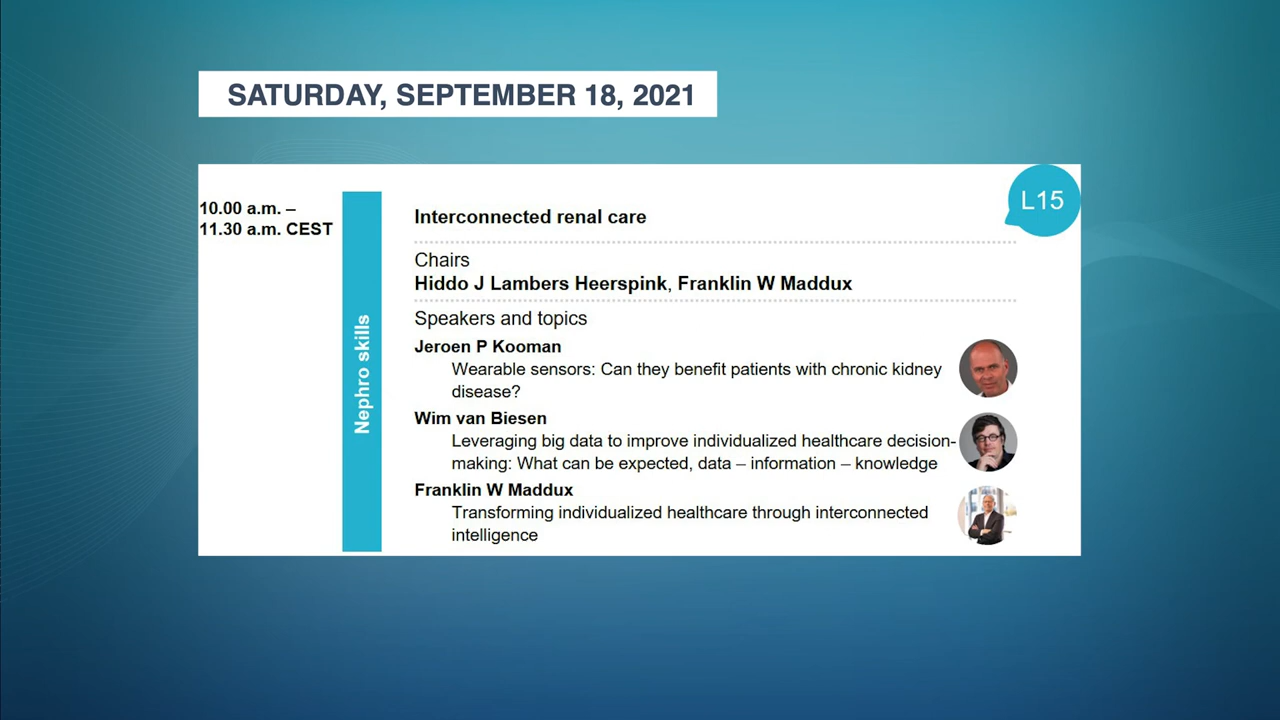 SATURDAY, SEPTEMBER 18, 2021
L15
10.00 a.m. –
11.30 a.m. CEST
Nephro skills
Interconnected renal care
Chairs
Hiddo J Lambers Heerspink, Franklin W Maddux
Speakers and topics
Jeroen P Kooman
Wearable sensors: Can they benefit patients with chronic kidney
disease?
Wim van Biesen
Leveraging big data to improve individualized healthcare decision-
making: What can be expected, data – information – knowledge
Franklin W Maddux
Transforming individualized healthcare through interconnected
intelligence